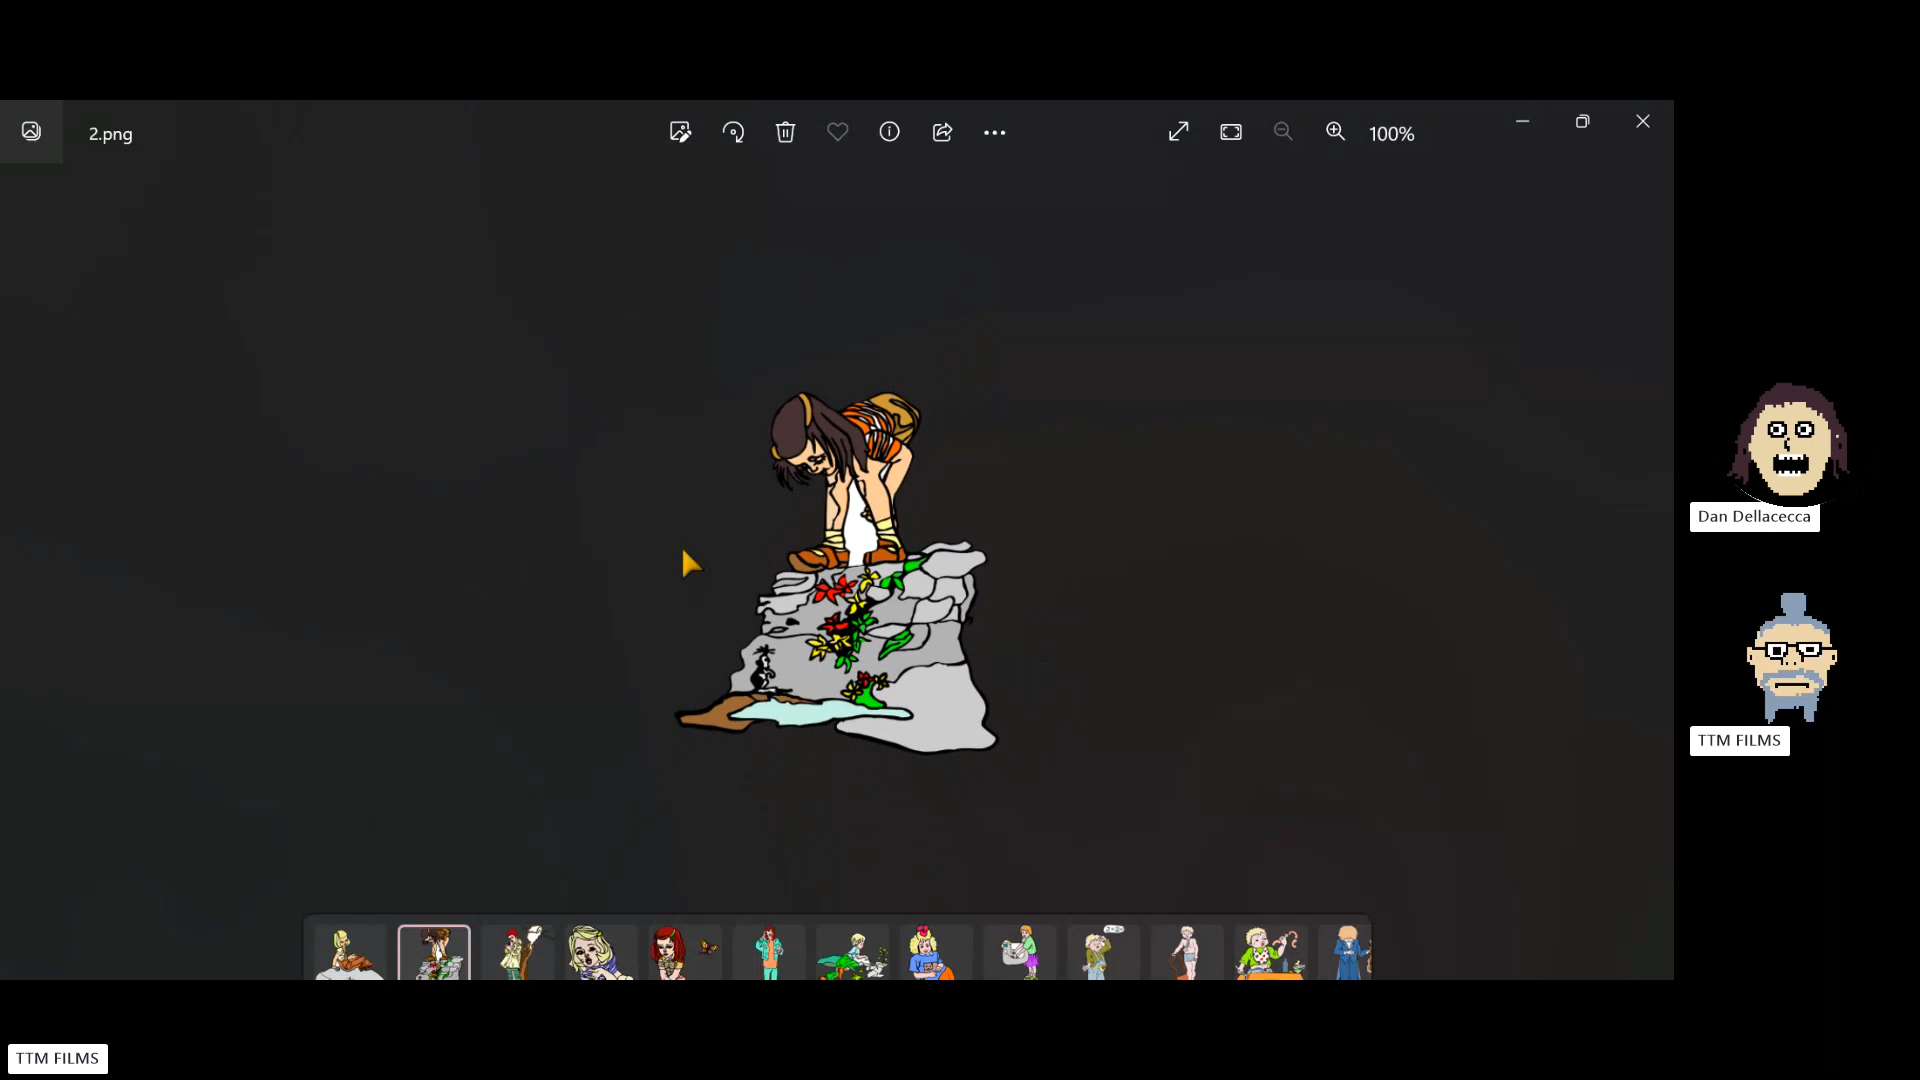 2.png
100%
Dan Dellacecca
TTM FILMS
TTM FILMS